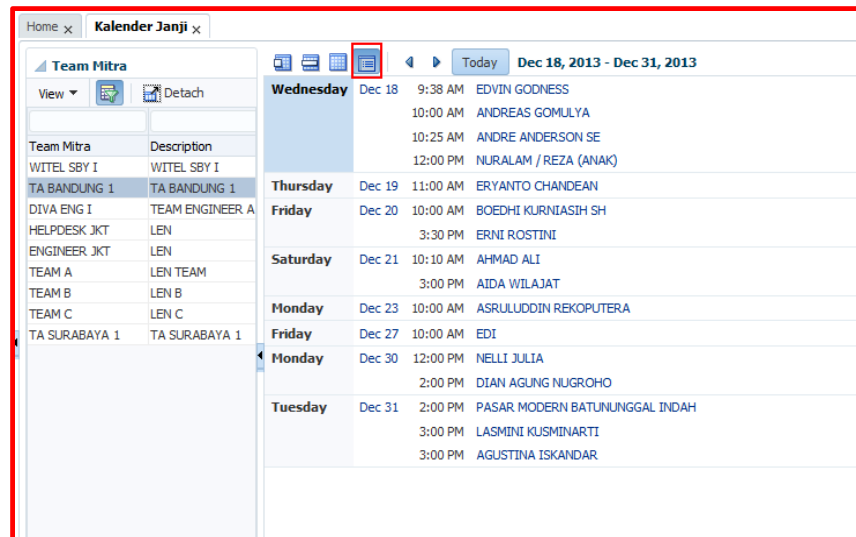 Home x Kalender Janji x
Team Mitra
View Detach
Team Mitra Description
WITEL SBY I WITEL SBY I
TA BANDUNG 1 TA BANDUNG 1
DIVA ENG I TEAM ENGINEER A
HELPDESK JKT LEN
ENGINEER JKT LEN
TEAM A LEN TEAM
TEAM B LEN B
TEAM C LEN C
TA SURABAYA 1 TA SURABAYA 1
Today Dec 18, 2013 - Dec 31, 2013
Wednesday Dec 18 9:38 AM EDVIN GODNESS
10:00 AM ANDREAS GOMULYA
10:25 AM ANDRE ANDERSON SE
12:00 PM NURALAM / REZA (ANAK)
Thursday Dec 19 11:00 AM ERYANTO CHANDEAN
Friday Dec 20 10:00 AM BOEDHI KURNIASIH SH
3:30 PM ERNI ROSTINI
Saturday Dec 21 10:10 AM AHMAD ALI
3:00 PM AIDA WILAJAT
Monday Dec 23 10:00 AM ASRULUDDIN REKOPUTERA
Friday Dec 27 10:00 AM EDI
Monday Dec 30 12:00 PM NELLI JULIA
2:00 PM DIAN AGUNG NUGROHO
Tuesday Dec 31 2:00 PM PASAR MODERN BATUNUNGGAL INDAH
3:00 PM LASMINI KUSMINARTI
3:00 PM AGUSTINA ISKANDAR